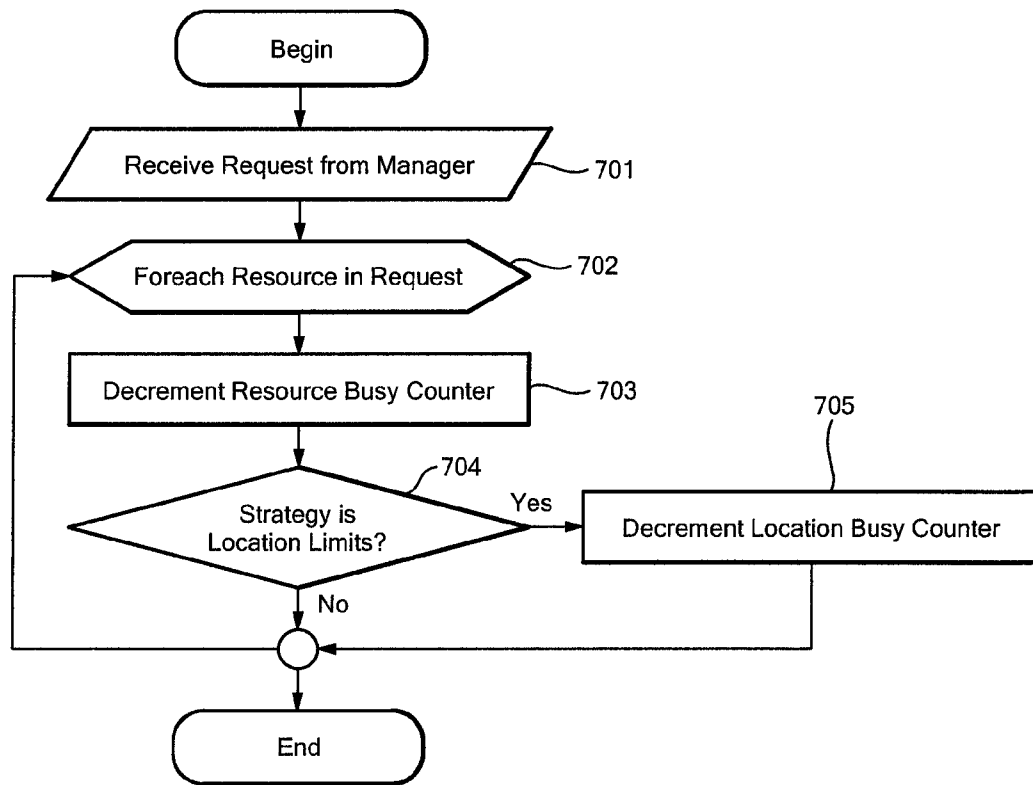 Begin
Receive Request from Manager
701
Foreach Resource in Request
702
Decrement Resource Busy Counter
703
704
Strategy is
Location Limits?
Yes
705
Decrement Location Busy Counter
No
End